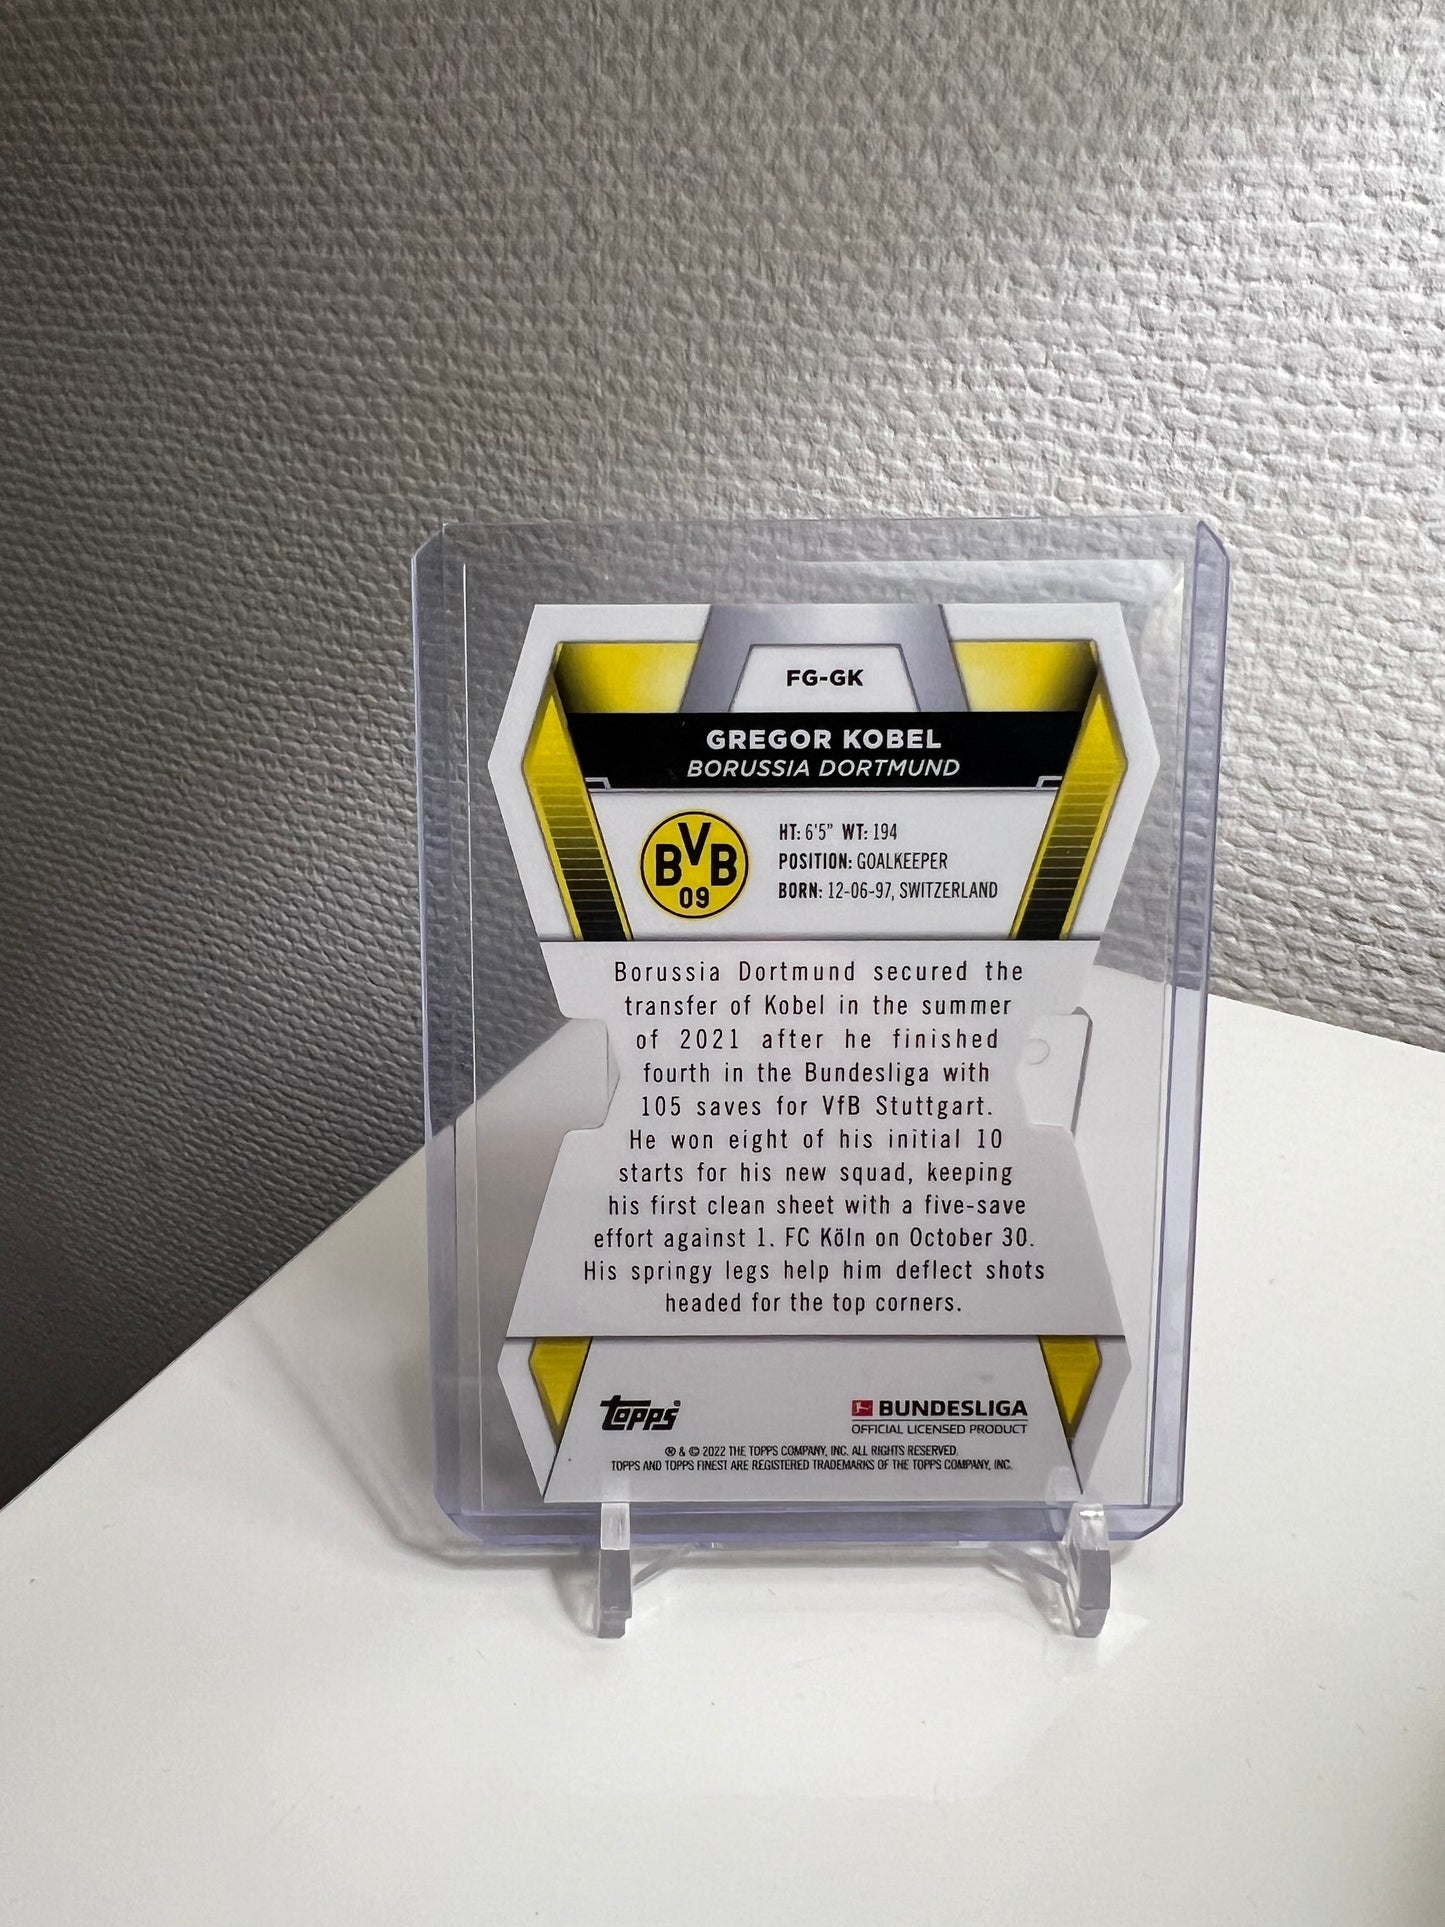 FG-GK
GREGOR KOBEL
BORUSSIA DORTMUND
BVB
09
HT: 6'5" WT: 194
POSITION: GOALKEEPER
BORN: 12-06-97, SWITZERLAND
Borussia Dortmund secured the
transfer of Kobel in the summer
of 2021 after he finished
fourth in the Bundesliga with
105 saves for VfB Stuttgart.
He won eight of his initial 10
starts for his new squad, keeping
his first clean sheet with a five-save
effort against 1. FC Köln on October 30.
His springy legs help him deflect shots
headed for the top corners.
topps®
BUNDESLIGA
OFFICIAL LICENSED PRODUCT
® & © 2022 THE TOPPS COMPANY, INC. ALL RIGHTS RESERVED.
TOPPS AND TOPPS FINEST ARE REGISTERED TRADEMARKS OF THE TOPPS COMPANY, INC.